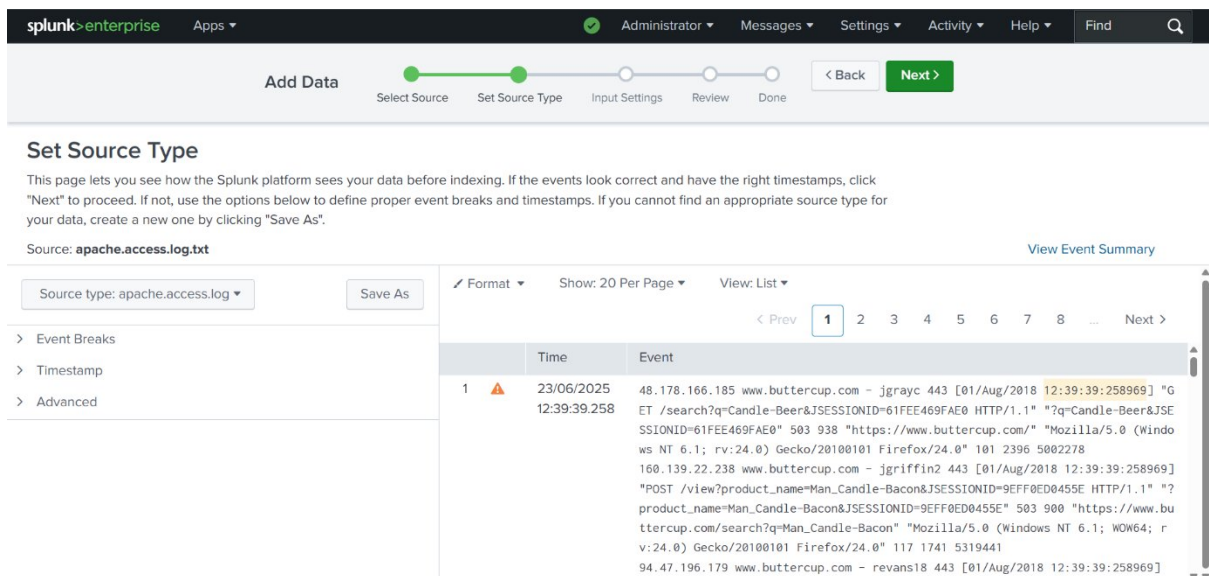 splunk>enterprise Apps Administrator Messages Settings Activity Help Find
Add Data
Select Source Set Source Type Input Settings Review Done
< Back Next >
Set Source Type
This page lets you see how the Splunk platform sees your data before indexing. If the events look correct and have the right timestamps, click
"Next" to proceed. If not, use the options below to define proper event breaks and timestamps. If you cannot find an appropriate source type for
your data, create a new one by clicking "Save As".
Source: apache.access.log.txt
View Event Summary
Source type: apache.access.log Save As
> Event Breaks
> Timestamp
> Advanced
Format Show: 20 Per Page View: List
< Prev 1 2 3 4 5 6 7 8 ... Next >
Time Event
1 23/06/2025 12:39:39.258
48.178.166.185 www.buttercup.com - jgrayc 443 [01/Aug/2018 12:39:39:258969] "G
ET /search?q=Candle-Beer&JSESSIONID=61FEE469FAE0 HTTP/1.1" "?q=Candle-Beer&JSE
SSIONID=61FEE469FAE0" 503 938 "https://www.buttercup.com/" "Mozilla/5.0 (Windo
ws NT 6.1; rv:24.0) Gecko/20100101 Firefox/24.0" 101 2396 5002278
160.139.22.238 www.buttercup.com - jgriffin2 443 [01/Aug/2018 12:39:39:258969]
"POST /view?product_name=Man_Candle-Bacon&JSESSIONID=9EFF0ED0455E HTTP/1.1" "?
product_name=Man_Candle-Bacon&JSESSIONID=9EFF0ED0455E" 503 900 "https://www.bu
ttercup.com/search?q=Man_Candle-Bacon" "Mozilla/5.0 (Windows NT 6.1; WOW64; r
v:24.0) Gecko/20100101 Firefox/24.0" 117 1741 5319441
94.47.196.179 www.buttercup.com - revans18 443 [01/Aug/2018 12:39:39:258969]